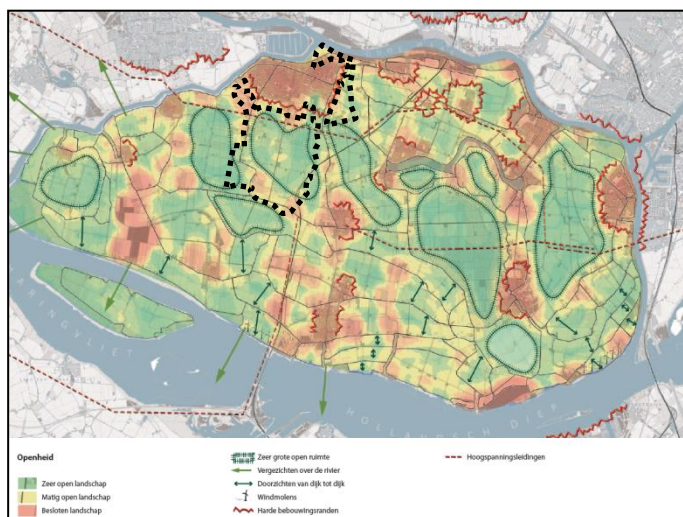 HARINGVLIET
HOLLANDSCH DIEP
Openheid
Zeer open landschap
Matig open landschap
Besloten landschap
Zeer grote open ruimte
Vergezichten over de rivier
Doorzichten van dijk tot dijk
Windmolens
Harde bebouwingsranden
Hoogspanningsleidingen